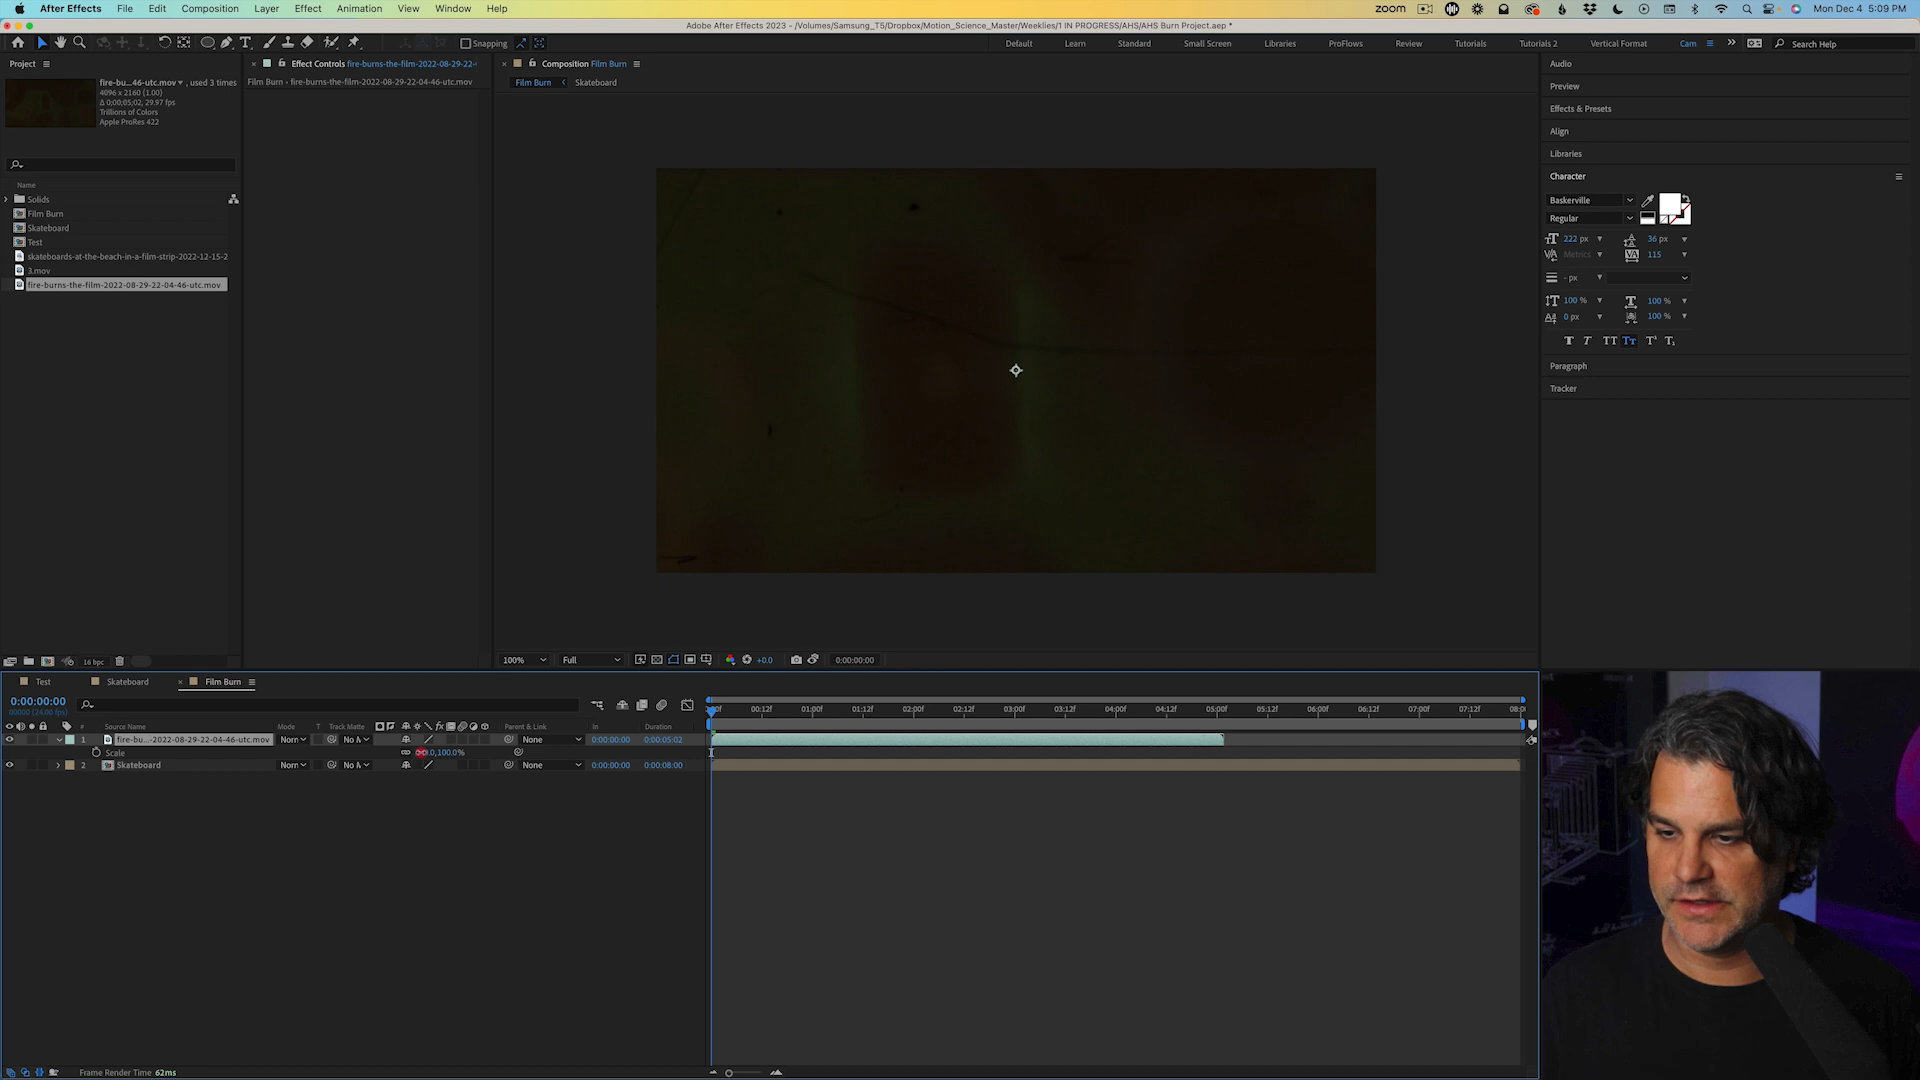 After Effects File Edit Composition Layer Effect Animation View Window Help
zoom Mon Dec 4 5:09 PM
Adobe After Effects 2023 - /Volumes/Samsung_T5/Dropbox/Motion_Science_Master/Weeklies/1 IN PROGRESS/AHS/AHS Burn Project.aep *
Snapping
Default Learn Standard Small Screen Libraries ProFlows Review Tutorials Tutorials 2 Vertical Format Cam Search Help
Project
fire-bu...46-utc.mov , used 3 times
4096 x 2160 (1.00)
Δ 0;00;05;02, 29.97 fps
Trillions of Colors
Apple ProRes 422
Name
Solids
Film Burn
Skateboard
Test
skateboards-at-the-beach-in-a-film-strip-2022-12-15-2
3.mov
fire-burns-the-film-2022-08-29-22-04-46-utc.mov
16 bpc
Effect Controls fire-burns-the-film-2022-08-29-22-
Film Burn · fire-burns-the-film-2022-08-29-22-04-46-utc.mov
Composition Film Burn
Film Burn Skateboard
100% Full +0.0 0:00:00:00
Audio
Preview
Effects & Presets
Align
Libraries
Character
Baskerville
Regular
222 px 36 px
Metrics 115
- px
100 % 100 %
0 px 100 %
Paragraph
Tracker
Test Skateboard Film Burn
0:00:00:00
00000 (24.00 fps)
# Source Name Mode T Track Matte Parent & Link In Duration
00:12f 01:00f 01:12f 02:00f 02:12f 03:00f 03:12f 04:00f 04:12f 05:00f 05:12f 06:00f 06:12f 07:00f 07:12f
1 fire-bu...-2022-08-29-22-04-46-utc.mov Norn No M None 0:00:00:00 0:00:05:02
Scale
2 Skateboard Norn No M None 0:00:00:00 0:00:08:00
Frame Render Time 62ms